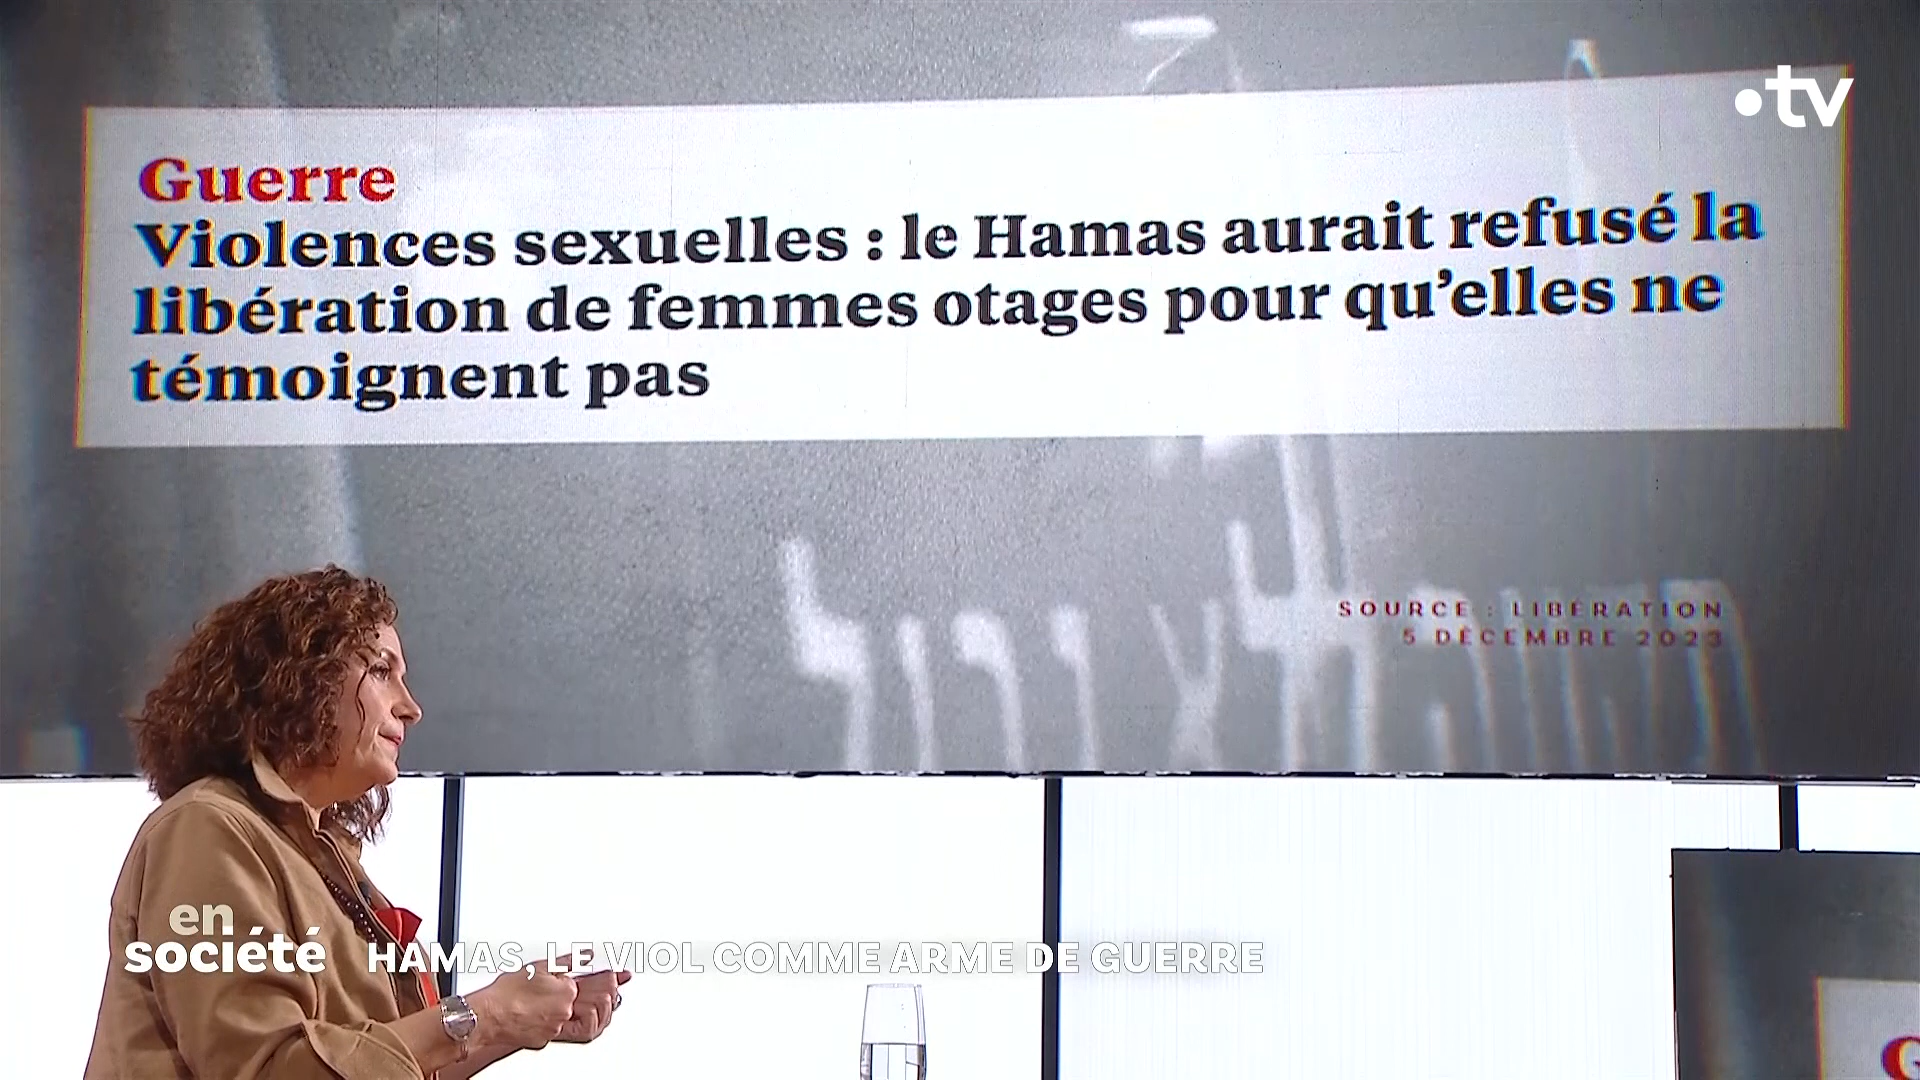 •tv
Guerre
Violences sexuelles : le Hamas aurait refusé la
libération de femmes otages pour qu’elles ne
témoignent pas
SOURCE : LIBÉRATION
5 DÉCEMBRE 2023
en
société
HAMAS, LE VIOL COMME ARME DE GUERRE
G